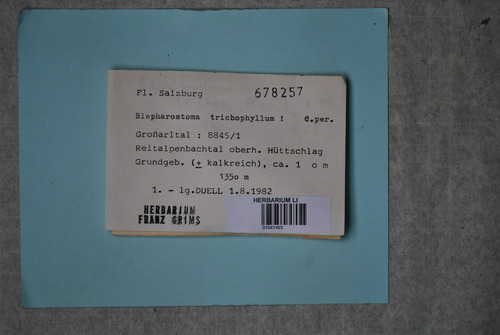 Fl. Salzburg 678257
Blepharostoma trichophyllum! c.per.
Großarltal : 8845/1
Reitalpenbachtal oberh. Hüttschlag
Grundgeb. (± kalkreich), ca. 1 o m
1350 m
1. - lg.DUELL 1.8.1982
HERBARIUM LI
HERBARIUM
FRANZ GRIMS